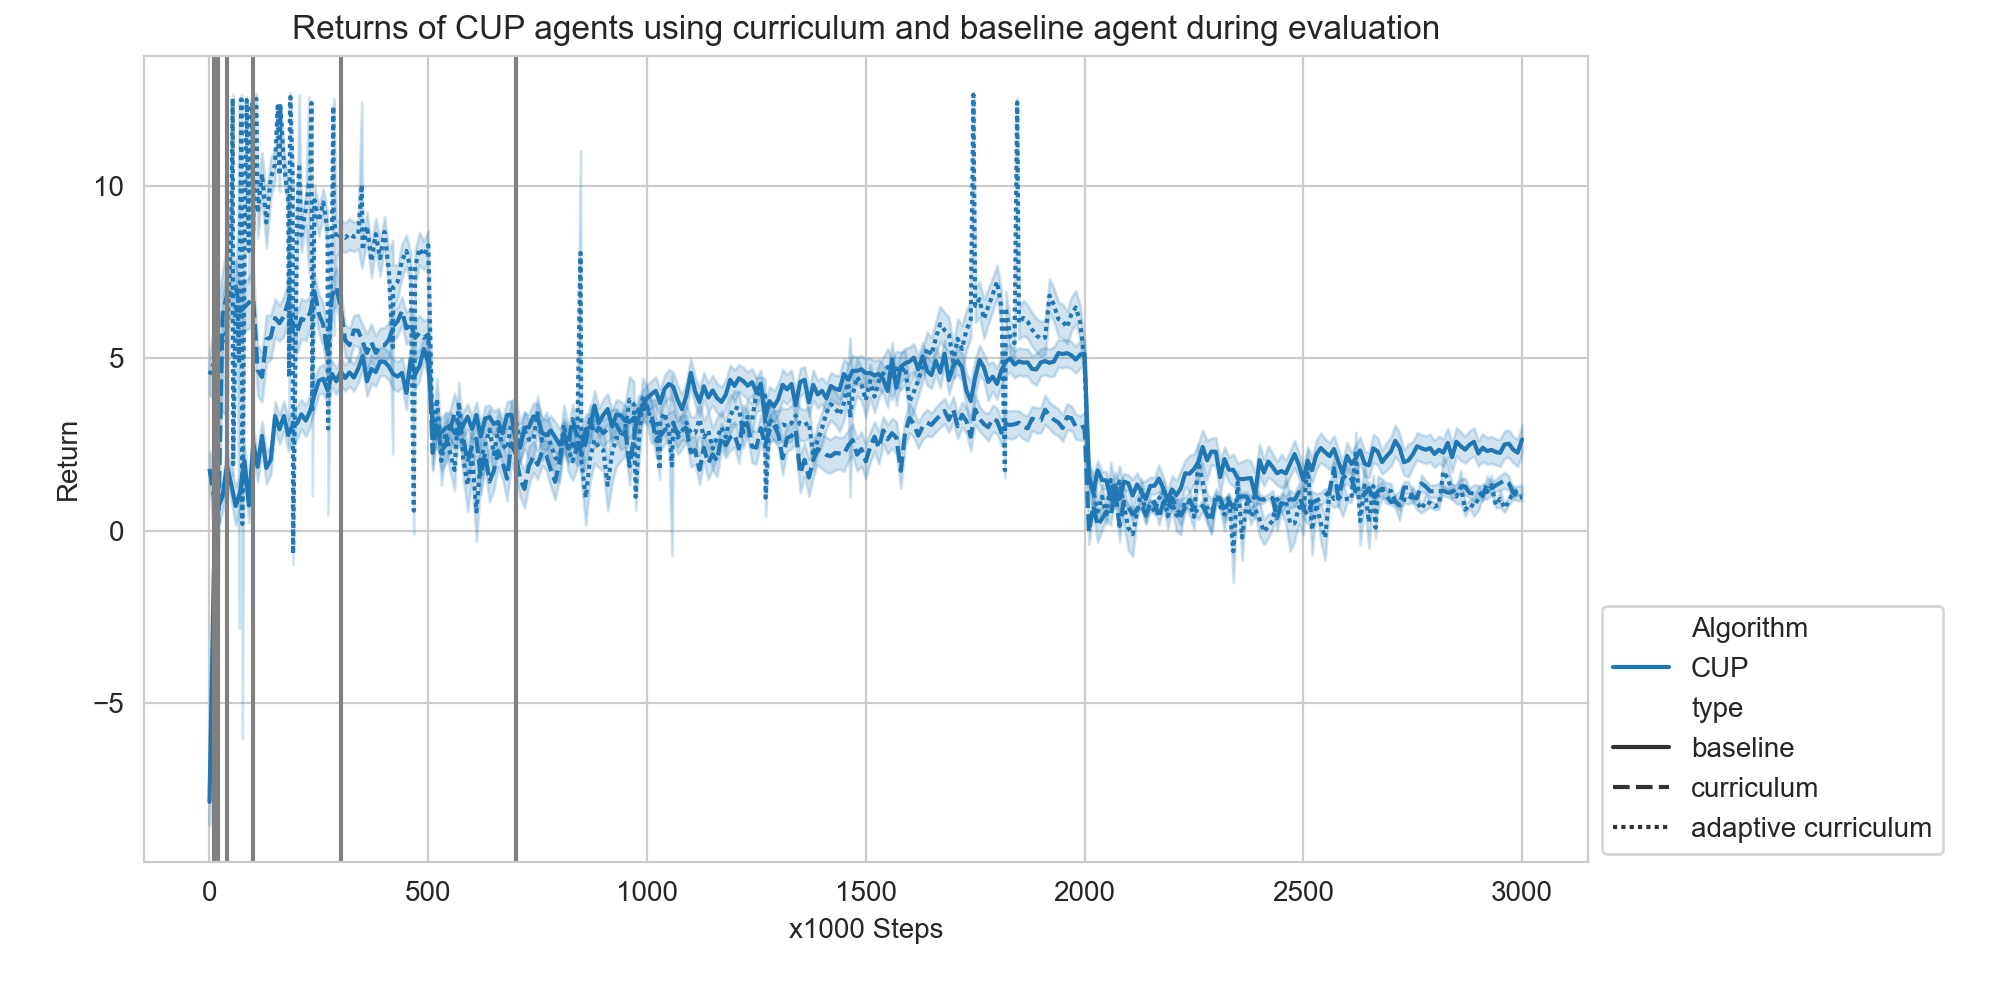 Returns of CUP agents using curriculum and baseline agent during evaluation
Return
10
5
0
−5
0 500 1000 1500 2000 2500 3000
x1000 Steps
Algorithm
CUP
type
baseline
curriculum
adaptive curriculum